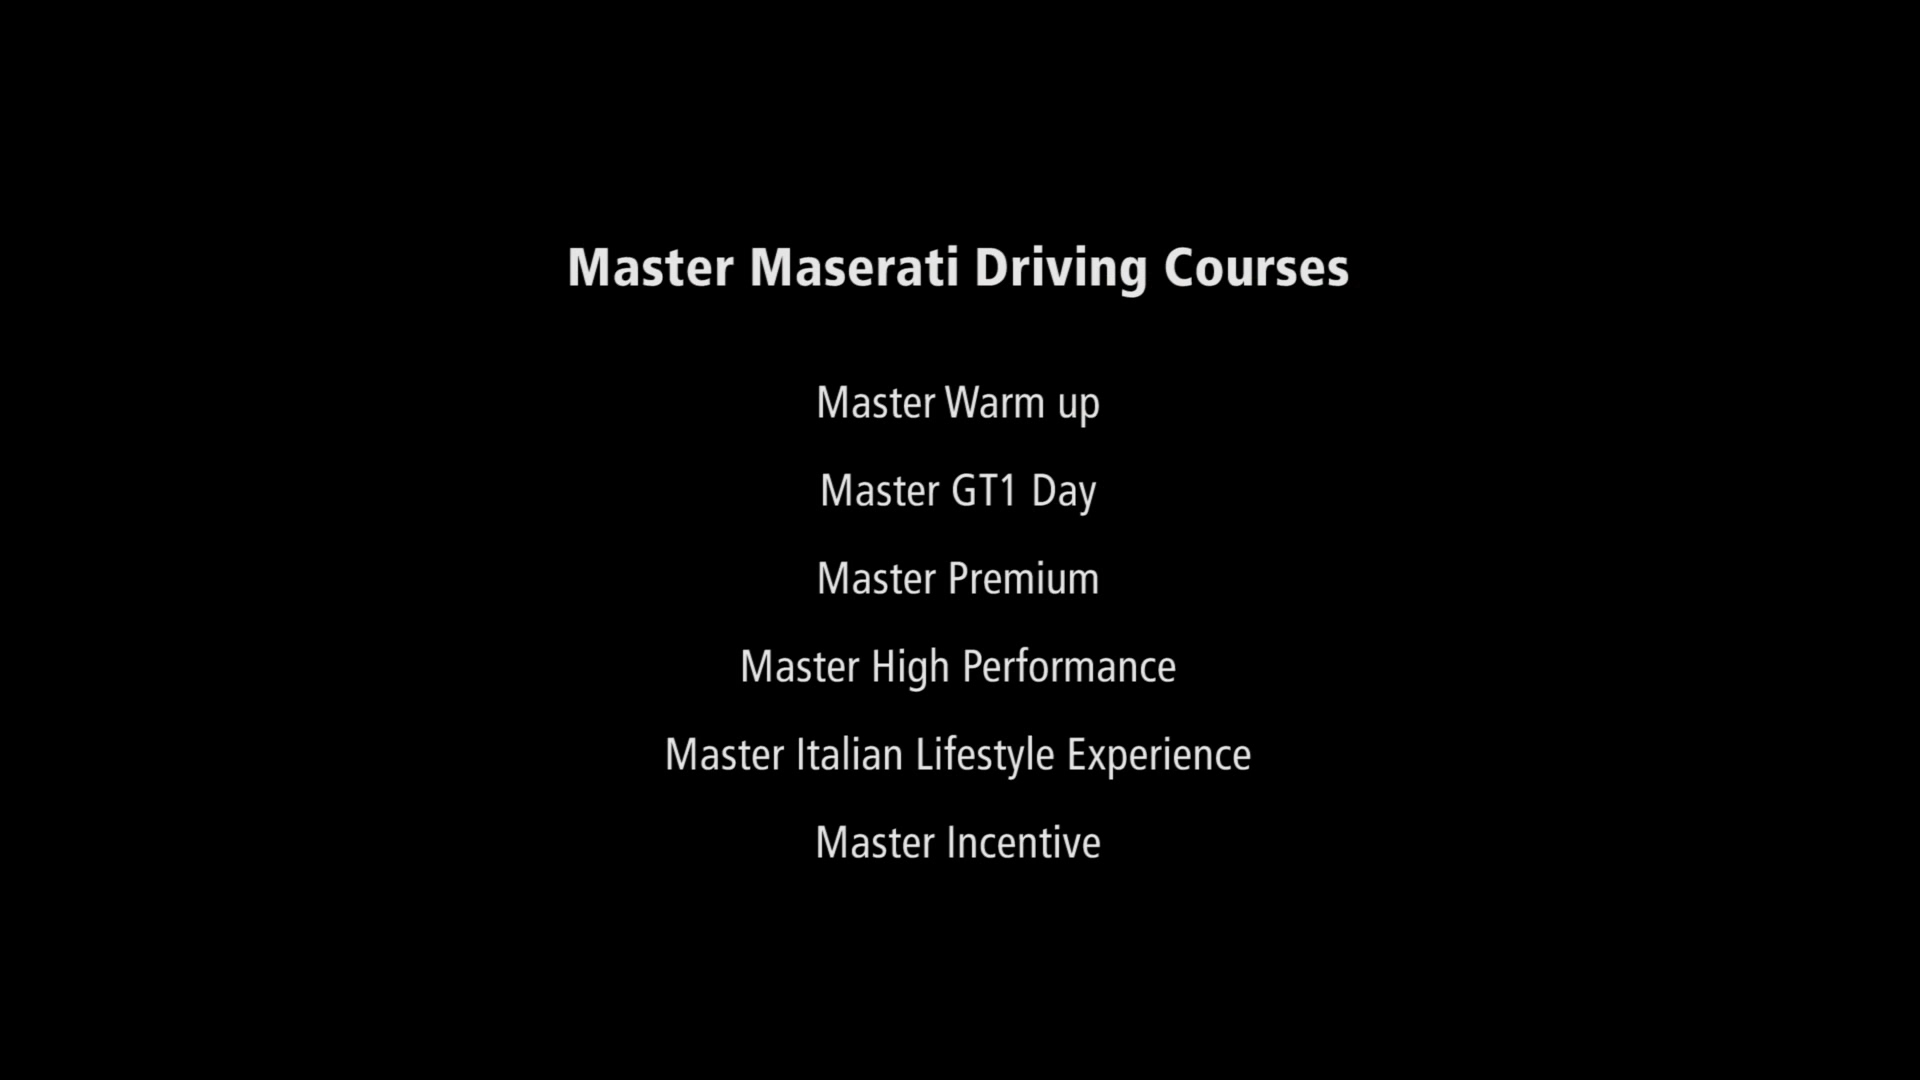 Master Maserati Driving Courses
Master Warm up
Master GT1 Day
Master Premium
Master High Performance
Master Italian Lifestyle Experience
Master Incentive